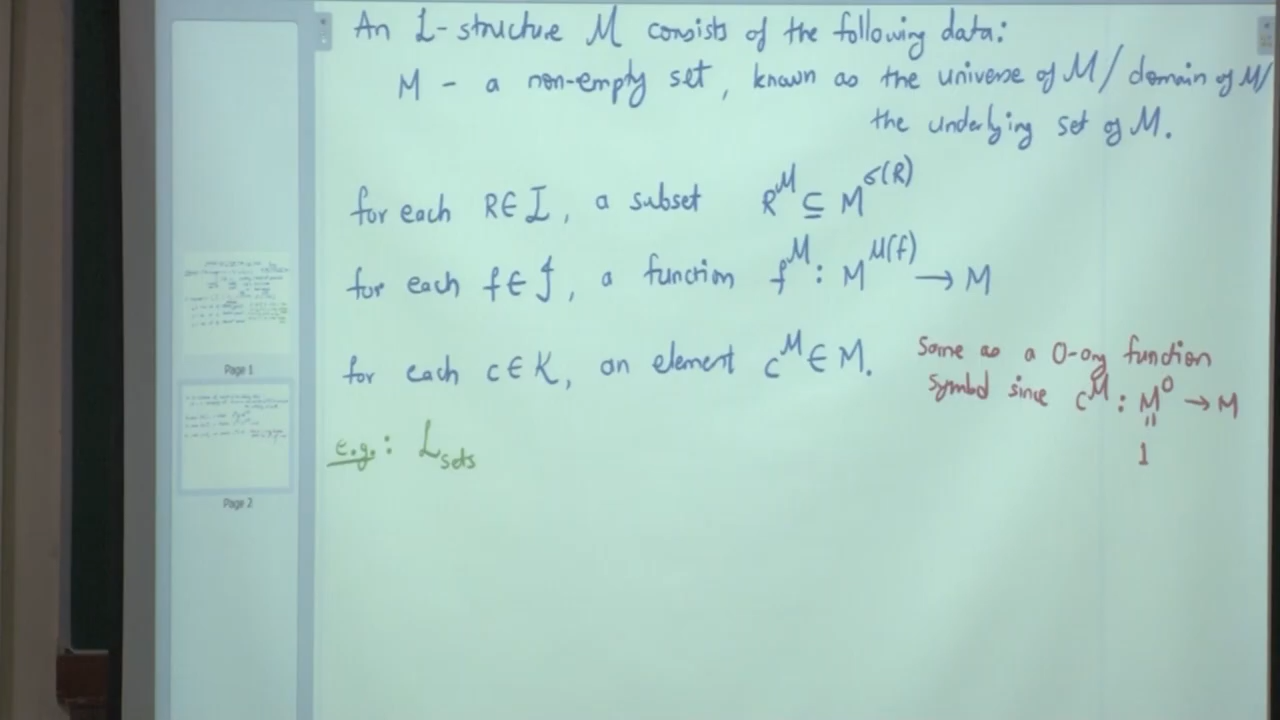 An L-structure M consists of the following data:
M - a non-empty set, known as the universe of M/ domain of M/
the underlying set of M.
for each R∈I, a subset R^M ⊆ M^σ(R)
for each f∈J, a function f^M : M^μ(f) → M
for each c∈K, an element c^M ∈ M.
Same as a 0-ary function
symbol since c^M : M^0 → M
=
1
e.g.: L_sets
Page 1
Page 2